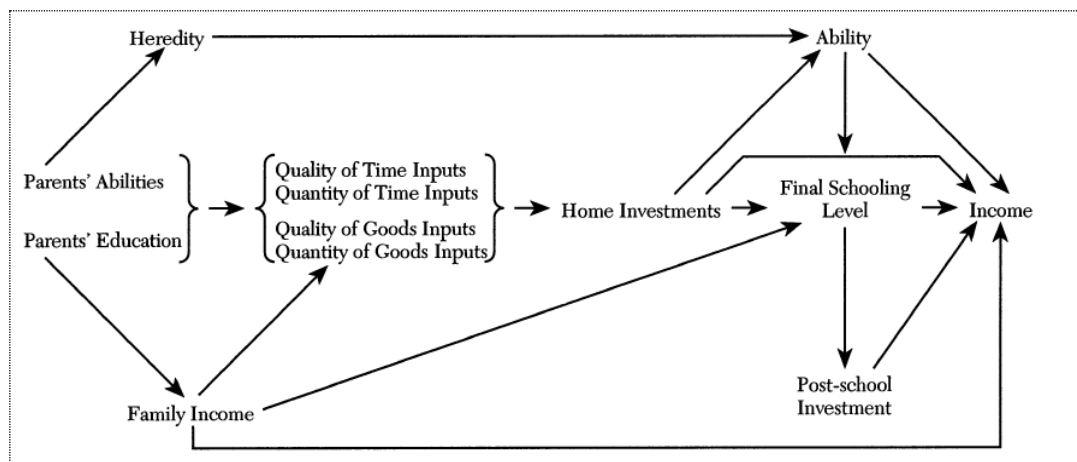 Heredity
Ability
Parents' Abilities
Parents' Education
Quality of Time Inputs
Quantity of Time Inputs
Quality of Goods Inputs
Quantity of Goods Inputs
Home Investments
Final Schooling
Level
Income
Family Income
Post-school
Investment